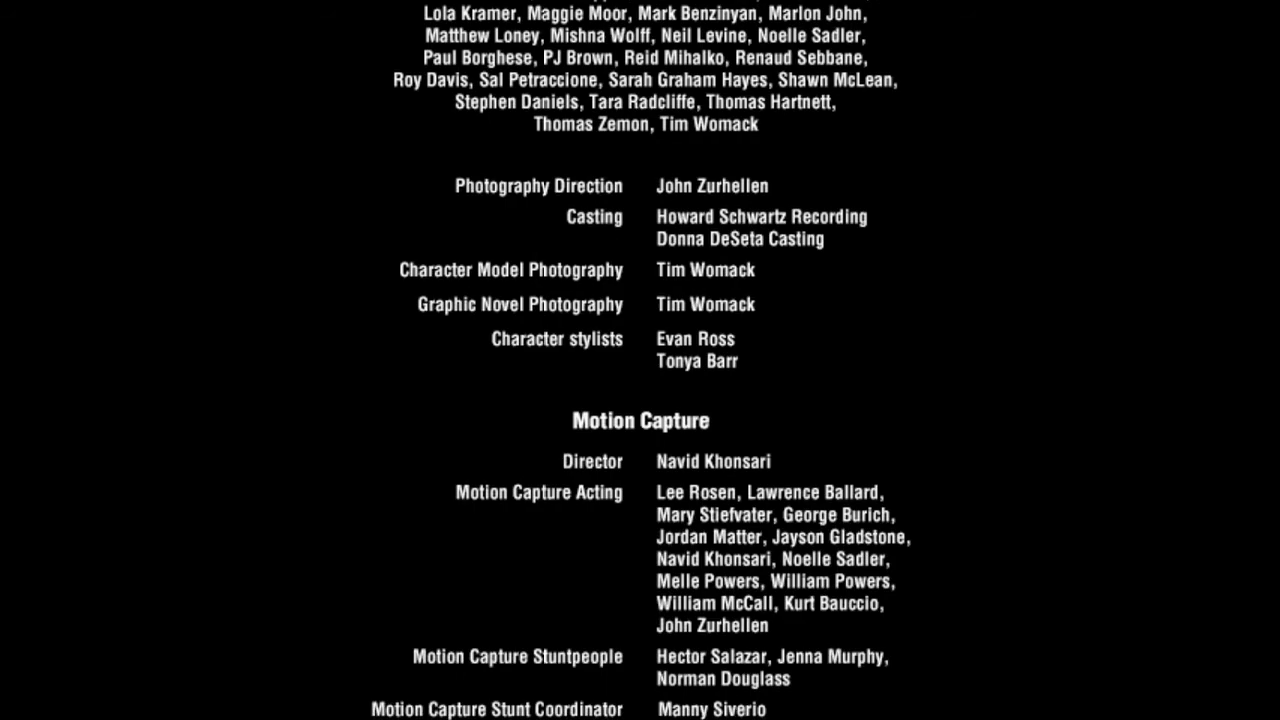 Lola Kramer, Maggie Moor, Mark Benzinyan, Marlon John,
Matthew Loney, Mishna Wolff, Neil Levine, Noelle Sadler,
Paul Borghese, PJ Brown, Reid Mihalko, Renaud Sebbane,
Roy Davis, Sal Petraccione, Sarah Graham Hayes, Shawn McLean,
Stephen Daniels, Tara Radcliffe, Thomas Hartnett,
Thomas Zemon, Tim Womack
Photography Direction John Zurhellen
Casting Howard Schwartz Recording
Donna DeSeta Casting
Character Model Photography Tim Womack
Graphic Novel Photography Tim Womack
Character stylists Evan Ross
Tonya Barr
Motion Capture
Director Navid Khonsari
Motion Capture Acting Lee Rosen, Lawrence Ballard,
Mary Stiefvater, George Burich,
Jordan Matter, Jayson Gladstone,
Navid Khonsari, Noelle Sadler,
Melle Powers, William Powers,
William McCall, Kurt Bauccio,
John Zurhellen
Motion Capture Stuntpeople Hector Salazar, Jenna Murphy,
Norman Douglass
Motion Capture Stunt Coordinator Manny Siverio